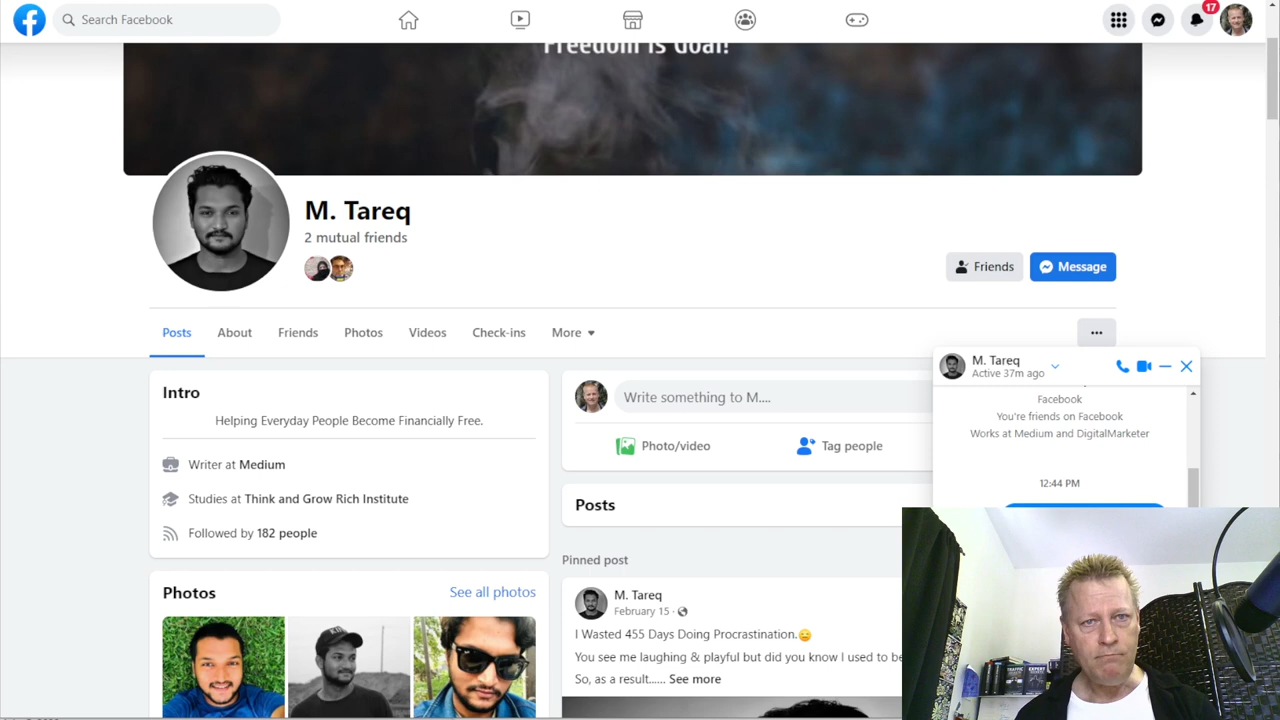 Search Facebook
17
Freedom is Goal!
M. Tareq
2 mutual friends
Friends
Message
Posts
About
Friends
Photos
Videos
Check-ins
More
M. Tareq
Active 37m ago
Facebook
You're friends on Facebook
Works at Medium and DigitalMarketer
12:44 PM
Intro
Helping Everyday People Become Financially Free.
Writer at Medium
Studies at Think and Grow Rich Institute
Followed by 182 people
Write something to M....
Photo/video
Tag people
Posts
Pinned post
M. Tareq
February 15 ·
I Wasted 455 Days Doing Procrastination.
You see me laughing & playful but did you know I used to be
So, as a result...... See more
Photos
See all photos
TRAFFIC
EXPERT